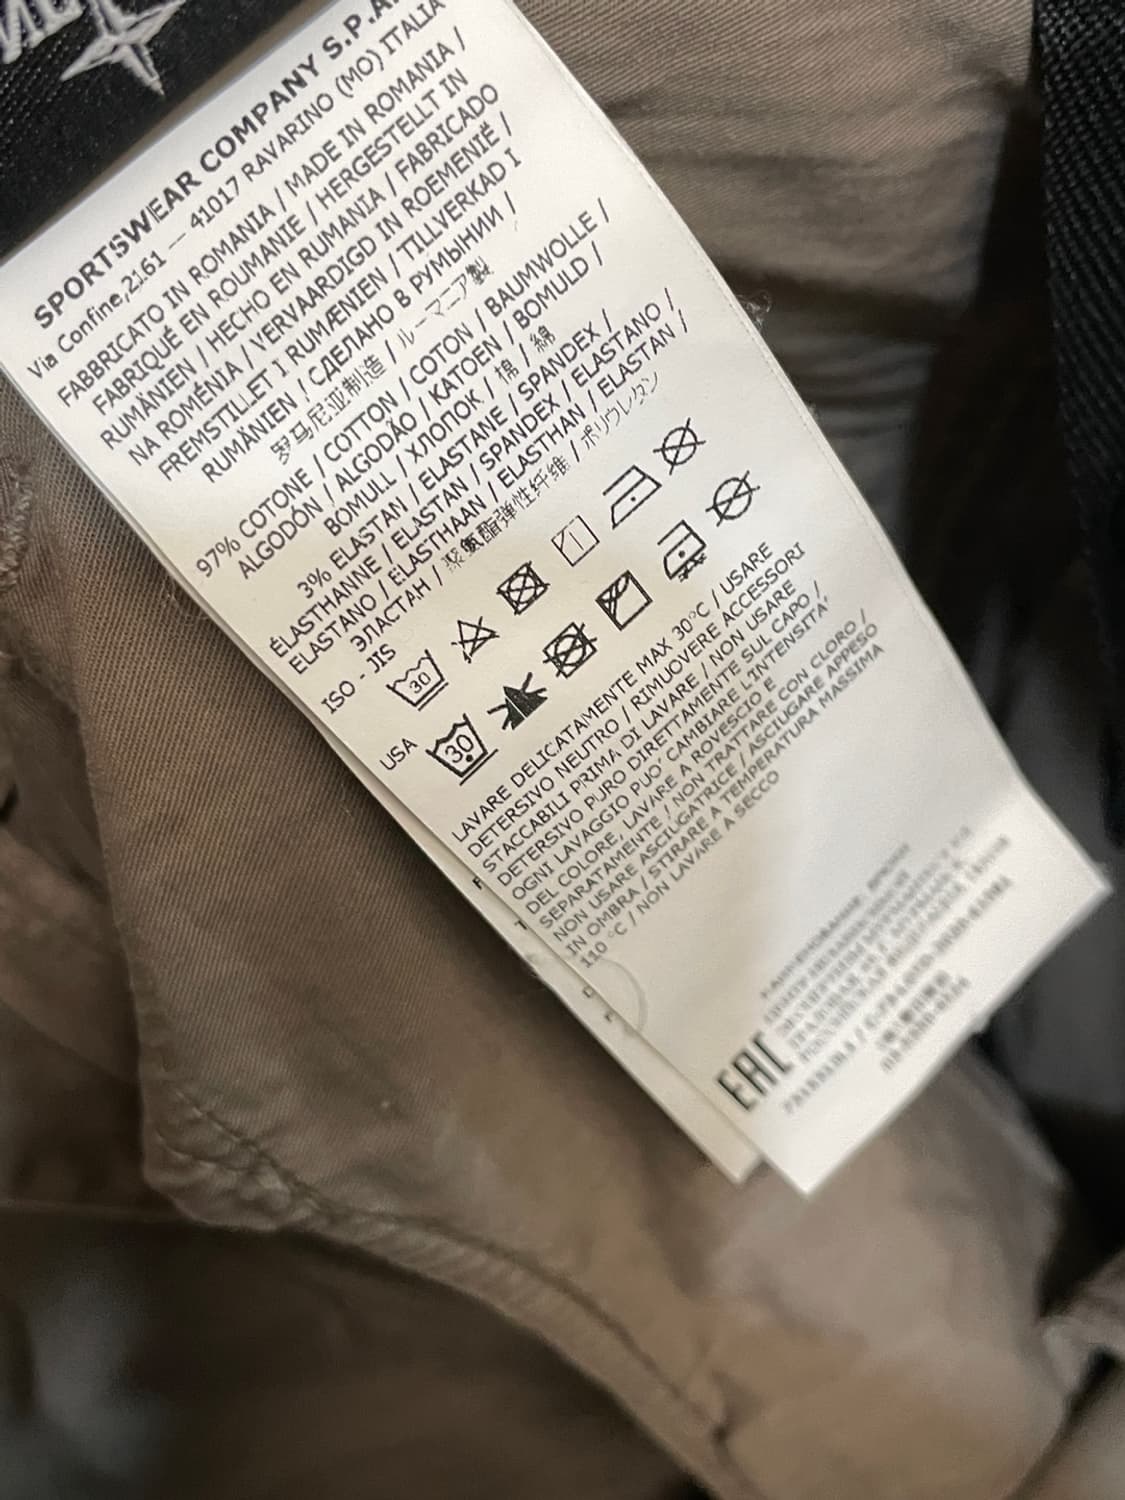 SPORTSWEAR COMPANY S.P.A.
Via Confine,2161 — 41017 RAVARINO (MO) ITALIA
FABBRICATO IN ROMANIA / MADE IN ROMANIA /
FABRIQUÉ EN ROUMANIE / HERGESTELLT IN
RUMÄNIEN / HECHO EN RUMANIA / FABRICADO
NA ROMÉNIA / VERVAARDIGD IN ROEMENIË /
FREMSTILLET I RUMÆNIEN / TILLVERKAD I
RUMÄNIEN / СДЕЛАНО В РУМЫНИИ /
罗马尼亚制造 / ルーマニア製
97% COTONE / COTTON / COTON / BAUMWOLLE /
ALGODÓN / ALGODÃO / KATOEN / BOMULD /
BOMULL / ХЛОПОК / 棉 / 綿
3% ELASTAN / ELASTANE / SPANDEX /
ÉLASTHANNE / ELASTAN / SPANDEX / ELASTANO /
ELASTANO / ELASTHAAN / ELASTHAN / ELASTAN /
ЭЛАСТАН / 聚氨酯弹性纤维 / ポリウレタン
ISO - JIS
30
USA
30
LAVARE DELICATAMENTE MAX 30°C / USARE
DETERSIVO NEUTRO / RIMUOVERE ACCESSORI
STACCABILI PRIMA DI LAVARE / NON USARE
DETERSIVO PURO DIRETTAMENTE SUL CAPO /
OGNI LAVAGGIO PUO' CAMBIARE L'INTENSITA'
DEL COLORE, LAVARE A ROVESCIO E
SEPARATAMENTE / NON TRATTARE CON CLORO /
NON USARE ASCIUGATRICE / ASCIUGARE APPESO
IN OMBRA / STIRARE A TEMPERATURA MASSIMA
110 °C / NON LAVARE A SECCO
EAC